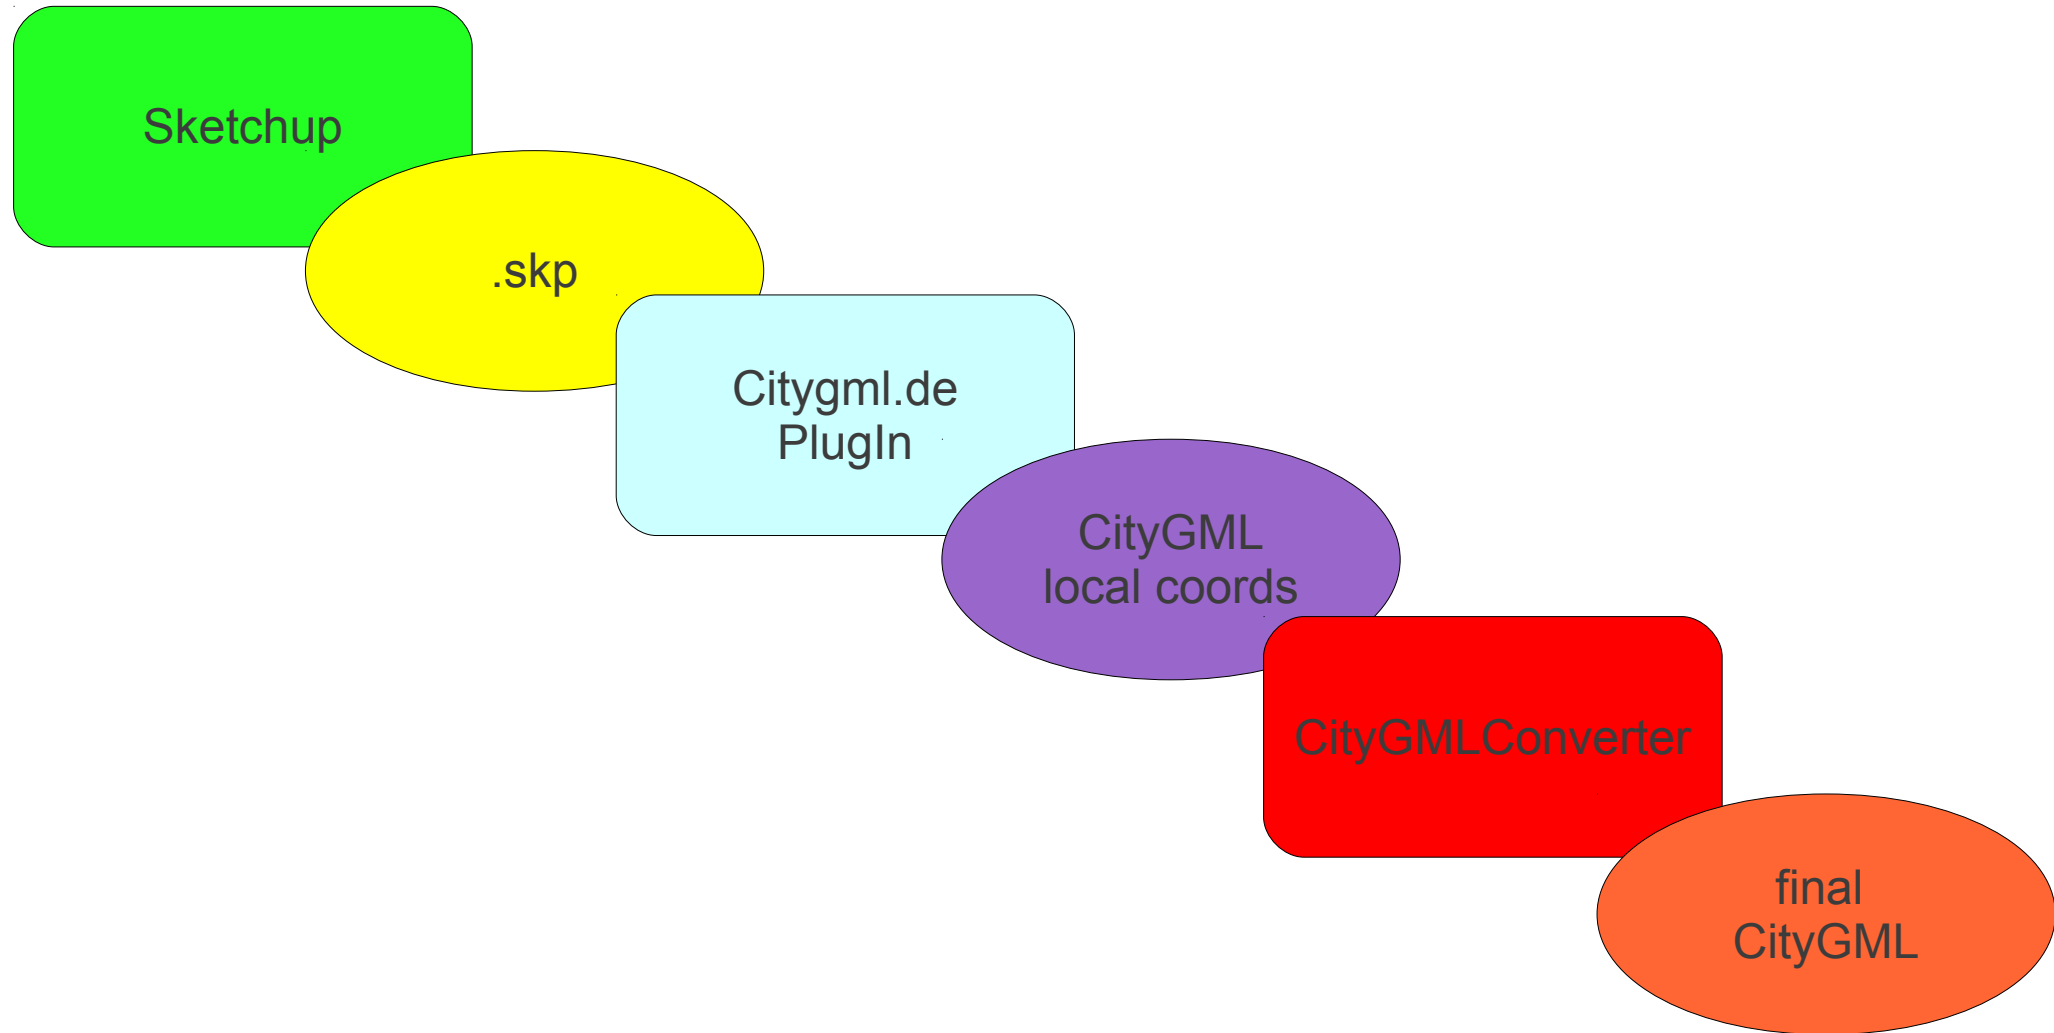 Sketchup
.skp
Citygml.de
PlugIn
CityGML
local coords
CityGMLConverter
final
CityGML